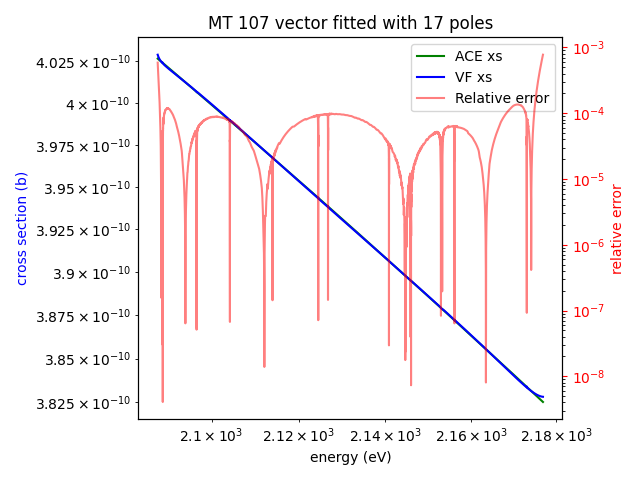 MT 107 vector fitted with 17 poles
ACE xs
VF xs
Relative error
cross section (b)
4.025 × 10⁻¹⁰
4 × 10⁻¹⁰
3.975 × 10⁻¹⁰
3.95 × 10⁻¹⁰
3.925 × 10⁻¹⁰
3.9 × 10⁻¹⁰
3.875 × 10⁻¹⁰
3.85 × 10⁻¹⁰
3.825 × 10⁻¹⁰
10⁻³
10⁻⁴
10⁻⁵
10⁻⁶
10⁻⁷
10⁻⁸
relative error
2.1 × 10³ 2.12 × 10³ 2.14 × 10³ 2.16 × 10³ 2.18 × 10³
energy (eV)